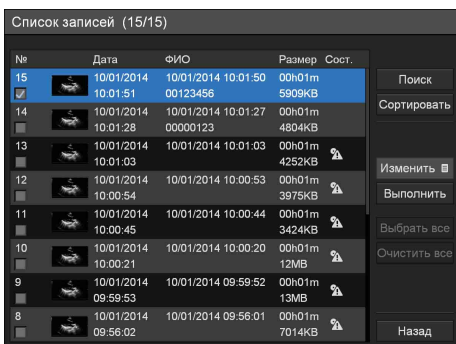 Список записей (15/15)
№ Дата ФИО Размер Сост.
15 10/01/2014 10/01/2014 10:01:50 00h01m
10:01:51 00123456 5909KB
14 10/01/2014 10/01/2014 10:01:27 00h01m
10:01:28 00000123 4804KB
13 10/01/2014 10/01/2014 10:01:03 00h01m
10:01:03 4252KB
12 10/01/2014 10/01/2014 10:00:53 00h01m
10:00:54 3975KB
11 10/01/2014 10/01/2014 10:00:44 00h01m
10:00:45 3424KB
10 10/01/2014 10/01/2014 10:00:20 00h01m
10:00:21 12MB
9 10/01/2014 10/01/2014 09:59:52 00h01m
09:59:53 13MB
8 10/01/2014 10/01/2014 09:56:01 00h01m
09:56:02 7014KB
Поиск
Сортировать
Изменить
Выполнить
Выбрать все
Очистить все
Назад